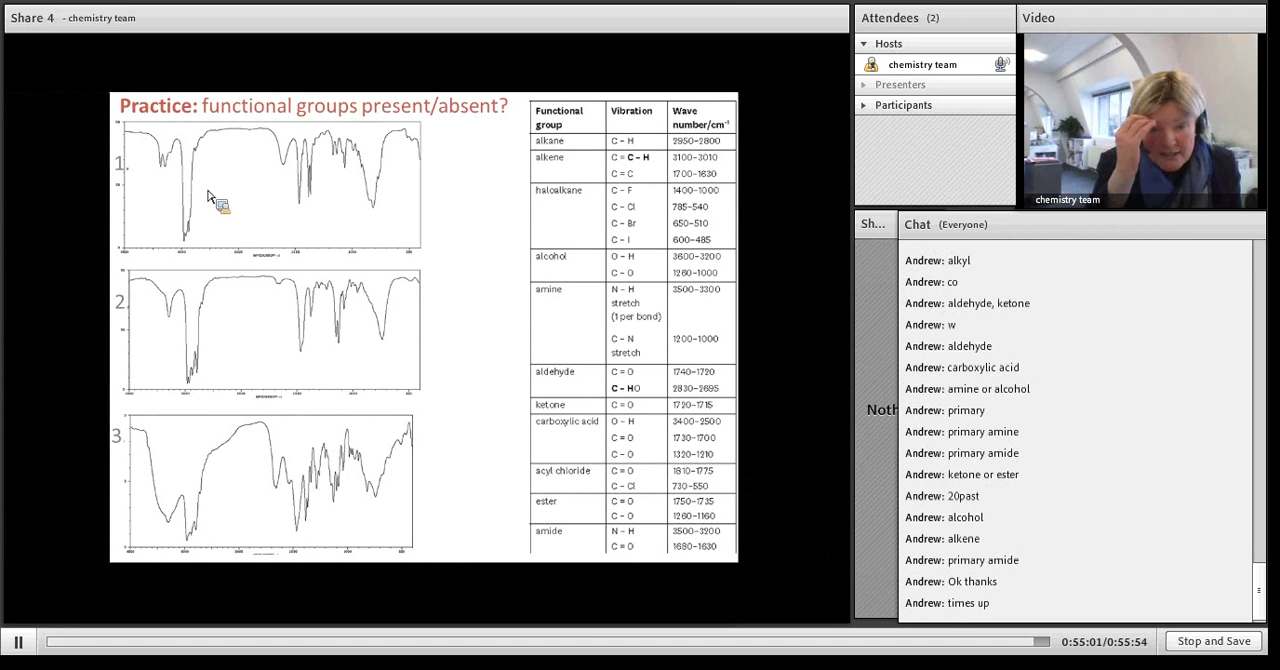 Share 4 - chemistry team
Practice: functional groups present/absent?
1
2
3
Functional group Vibration Wave number/cm⁻¹
alkane C – H 2950–2800
alkene C = C – H 3100–3010
C = C 1700–1630
haloalkane C – F 1400–1000
C – Cl 785–540
C – Br 650–510
C – I 600–485
alcohol O – H 3600–3200
C – O 1260–1000
amine N – H 3500–3300
stretch
(1 per bond)
C – N 1200–1000
stretch
aldehyde C = O 1740–1720
C – HO 2830–2695
ketone C = O 1720–1715
carboxylic acid O – H 3400–2500
C = O 1730–1700
C – O 1320–1210
acyl chloride C = O 1810–1775
C – Cl 730–550
ester C = O 1750–1735
C – O 1260–1160
amide N – H 3500–3200
C = O 1680–1630
Attendees (2)
Hosts
chemistry team
Presenters
Participants
Video
chemistry team
Sh...
Noth
Chat (Everyone)
Andrew: alkyl
Andrew: co
Andrew: aldehyde, ketone
Andrew: w
Andrew: aldehyde
Andrew: carboxylic acid
Andrew: amine or alcohol
Andrew: primary
Andrew: primary amine
Andrew: primary amide
Andrew: ketone or ester
Andrew: 20past
Andrew: alcohol
Andrew: alkene
Andrew: primary amide
Andrew: Ok thanks
Andrew: times up
0:55:01/0:55:54
Stop and Save